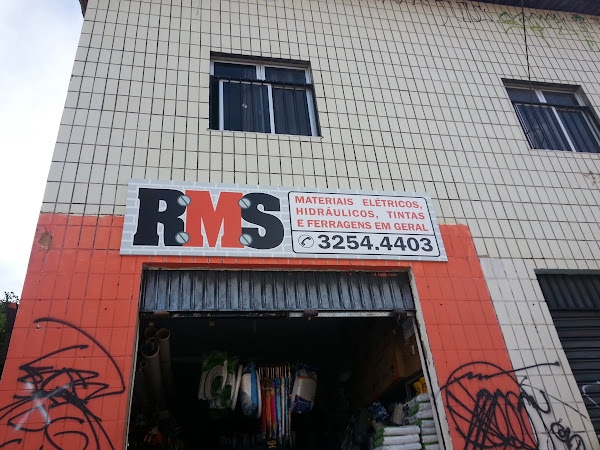 RMS
MATERIAIS ELÉTRICOS,
HIDRÁULICOS, TINTAS
E FERRAGENS EM GERAL
3254.4403